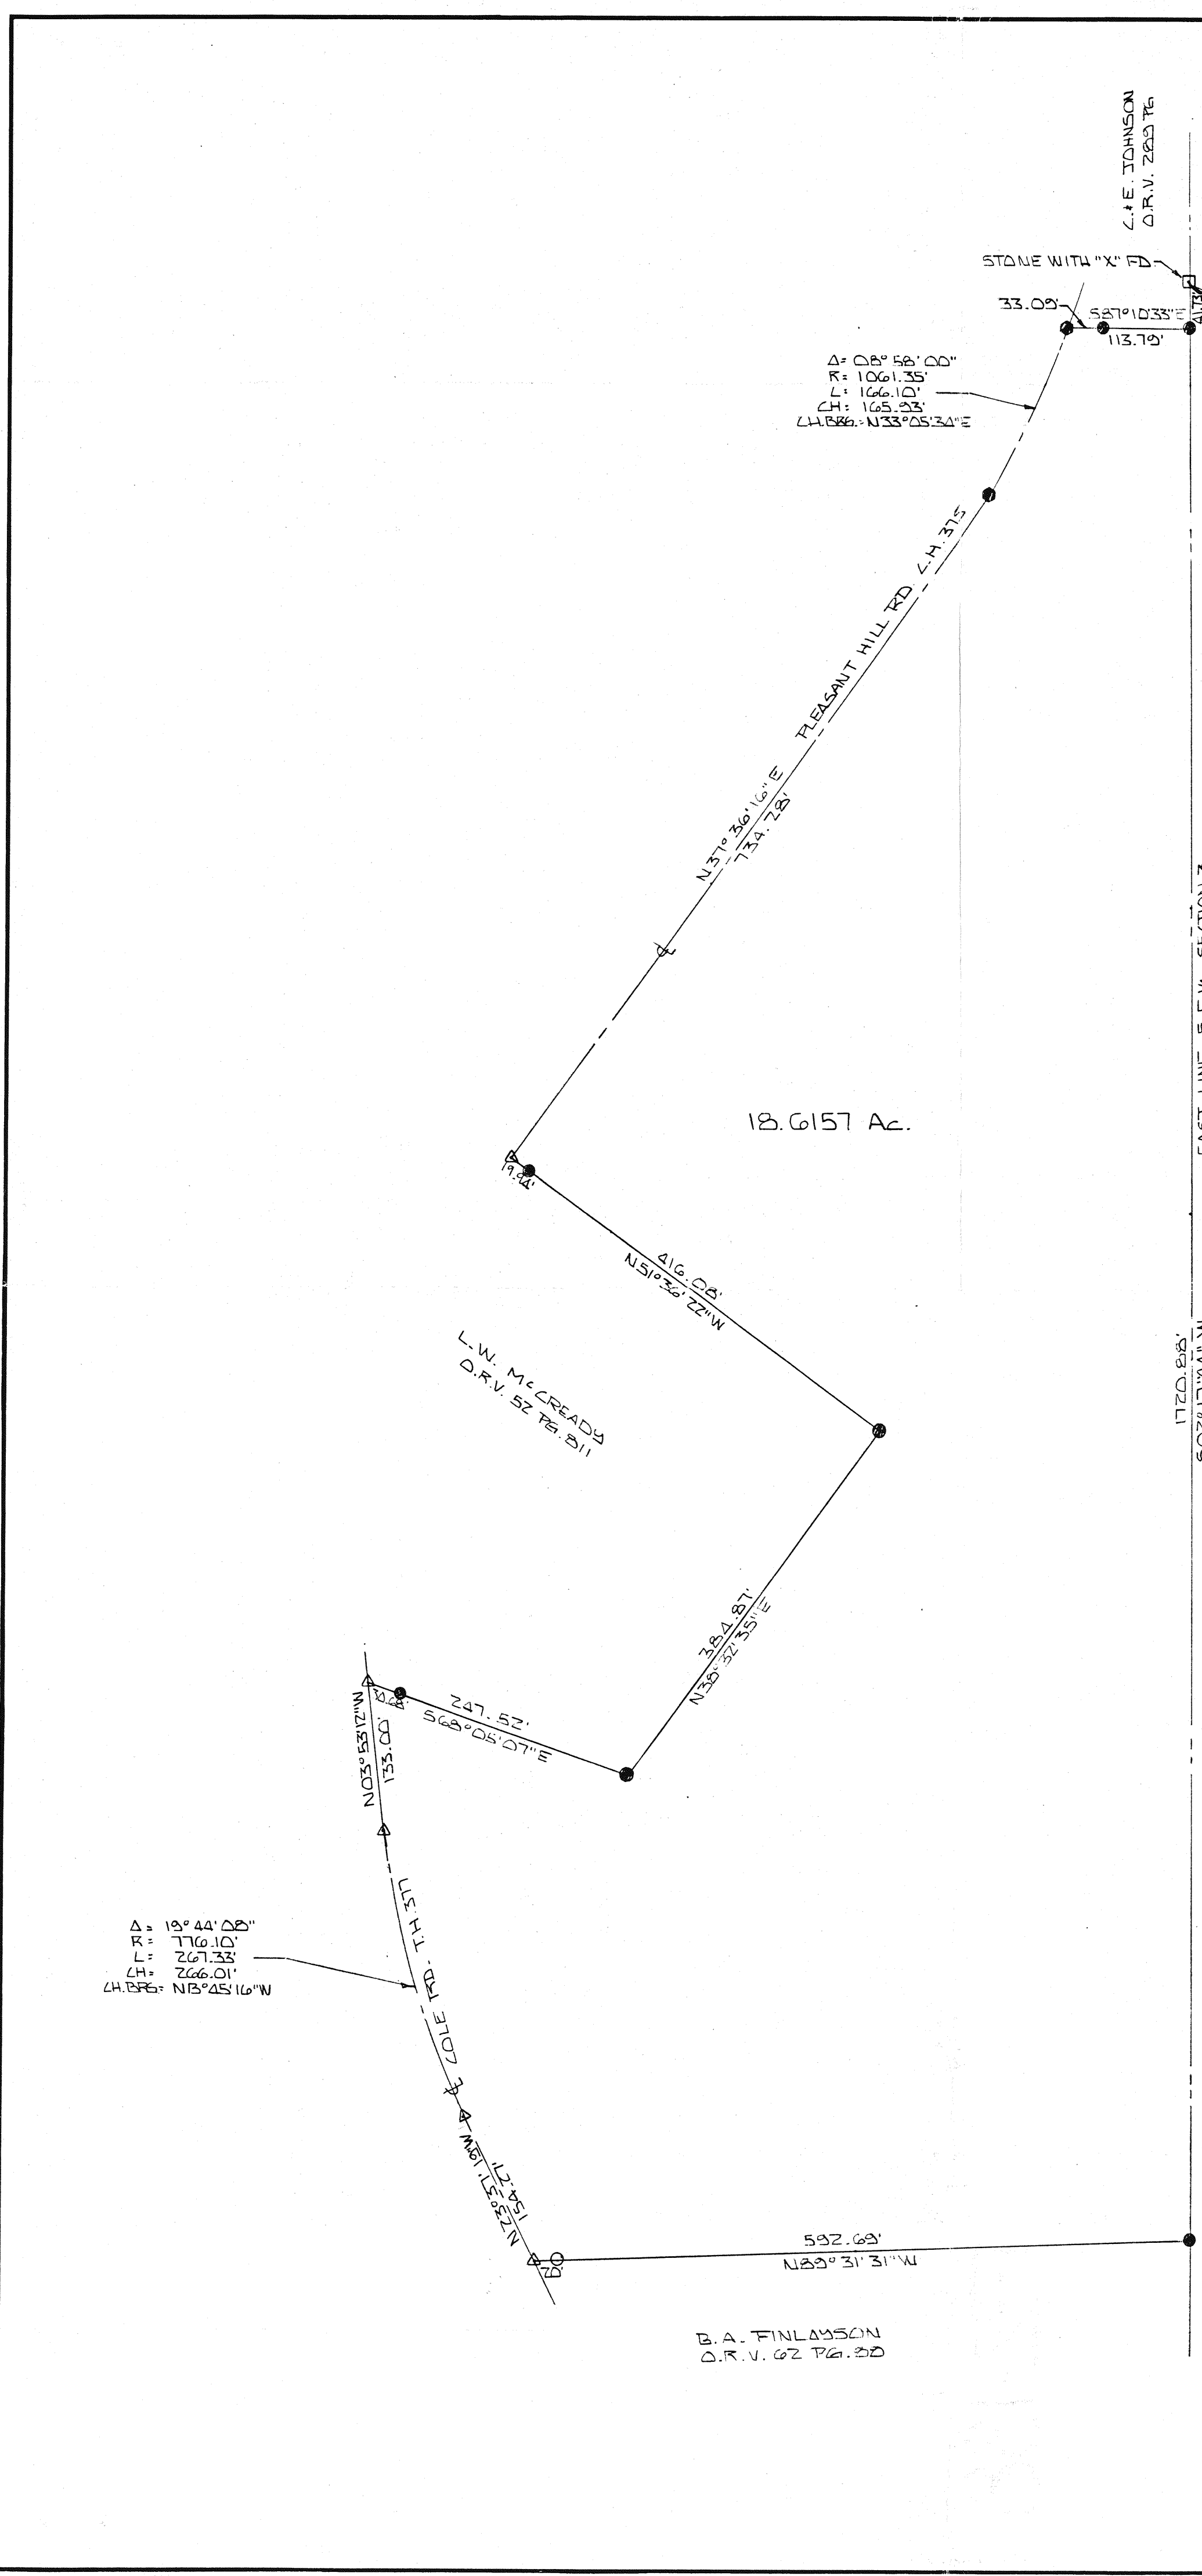 C. & E. JOHNSON
O.R.V. 289 PG
STONE WITH "X" FD.
33.09'
S87°10'33"E
113.79'
41.73'
Δ= 08°58'00"
R= 1061.35'
L= 166.10'
CH= 165.93'
CH.BRG.= N33°05'34"E
PLEASANT HILL RD. C.H. 375
N37°36'16"E
734.28'
18.6157 Ac.
19.94'
416.08'
N51°36'22"W
L.W. McCREADY
O.R.V. 52 PG. 811
1720.88'
384.87'
N38°32'35"E
247.52'
S68°05'07"E
N03°53'12"W
133.00'
Δ= 19°44'08"
R= 776.10'
L= 267.33'
CH= 266.01'
CH.BRG.= N13°45'16"W
℄ COLE RD. - T.H. 377
N23°37'19"W
154.27'
20'
592.69'
N89°31'31"W
B.A. FINLAYSON
O.R.V. 62 PG.